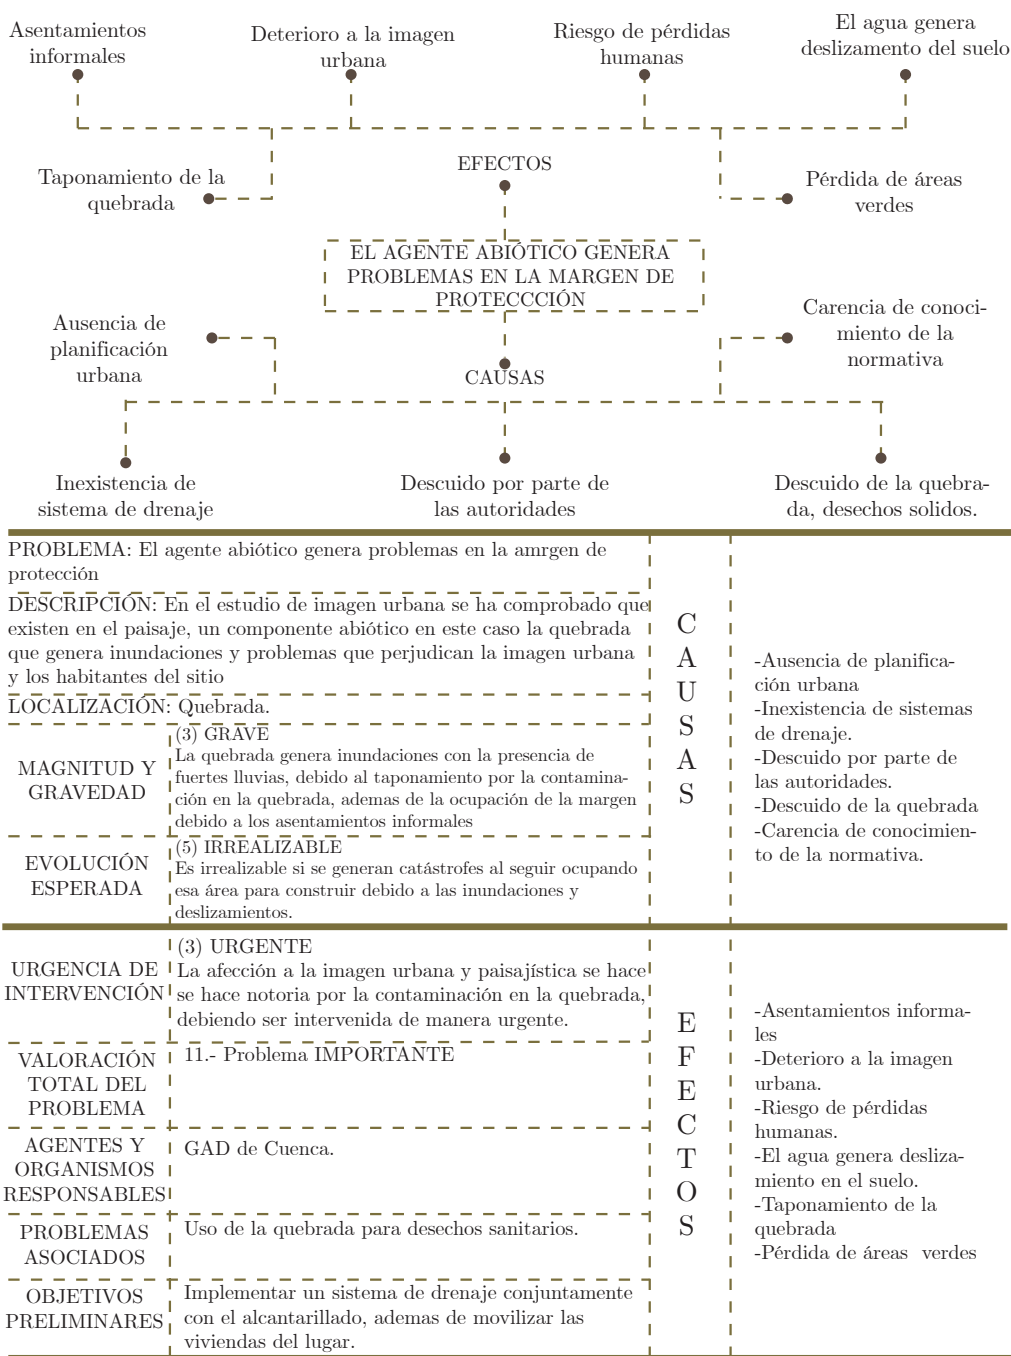 Asentamientos
informales
Deterioro a la imagen
urbana
Riesgo de pérdidas
humanas
El agua genera
deslizamento del suelo
Taponamiento de la
quebrada
EFECTOS
Pérdida de áreas
verdes
EL AGENTE ABIÓTICO GENERA
PROBLEMAS EN LA MARGEN DE
PROTECCCIÓN
Ausencia de
planificación
urbana
CAUSAS
Carencia de conoci-
miento de la
normativa
Inexistencia de
sistema de drenaje
Descuido por parte de
las autoridades
Descuido de la quebra-
da, desechos solidos.
PROBLEMA: El agente abiótico genera problemas en la amrgen de
protección
DESCRIPCIÓN: En el estudio de imagen urbana se ha comprobado que
existen en el paisaje, un componente abiótico en este caso la quebrada
que genera inundaciones y problemas que perjudican la imagen urbana
y los habitantes del sitio
LOCALIZACIÓN: Quebrada.
MAGNITUD Y
GRAVEDAD
(3) GRAVE
La quebrada genera inundaciones con la presencia de
fuertes lluvias, debido al taponamiento por la contamina-
ción en la quebrada, ademas de la ocupación de la margen
debido a los asentamientos informales
EVOLUCIÓN
ESPERADA
(5) IRREALIZABLE
Es irrealizable si se generan catástrofes al seguir ocupando
esa área para construir debido a las inundaciones y
deslizamientos.
C
A
U
S
A
S
-Ausencia de planifica-
ción urbana
-Inexistencia de sistemas
de drenaje.
-Descuido por parte de
las autoridades.
-Descuido de la quebrada
-Carencia de conocimien-
to de la normativa.
URGENCIA DE
INTERVENCIÓN
(3) URGENTE
La afección a la imagen urbana y paisajística se hace
se hace notoria por la contaminación en la quebrada,
debiendo ser intervenida de manera urgente.
VALORACIÓN
TOTAL DEL
PROBLEMA
11.- Problema IMPORTANTE
AGENTES Y
ORGANISMOS
RESPONSABLES
GAD de Cuenca.
PROBLEMAS
ASOCIADOS
Uso de la quebrada para desechos sanitarios.
OBJETIVOS
PRELIMINARES
Implementar un sistema de drenaje conjuntamente
con el alcantarillado, ademas de movilizar las
viviendas del lugar.
E
F
E
C
T
O
S
-Asentamientos informa-
les
-Deterioro a la imagen
urbana.
-Riesgo de pérdidas
humanas.
-El agua genera desliza-
miento en el suelo.
-Taponamiento de la
quebrada
-Pérdida de áreas verdes